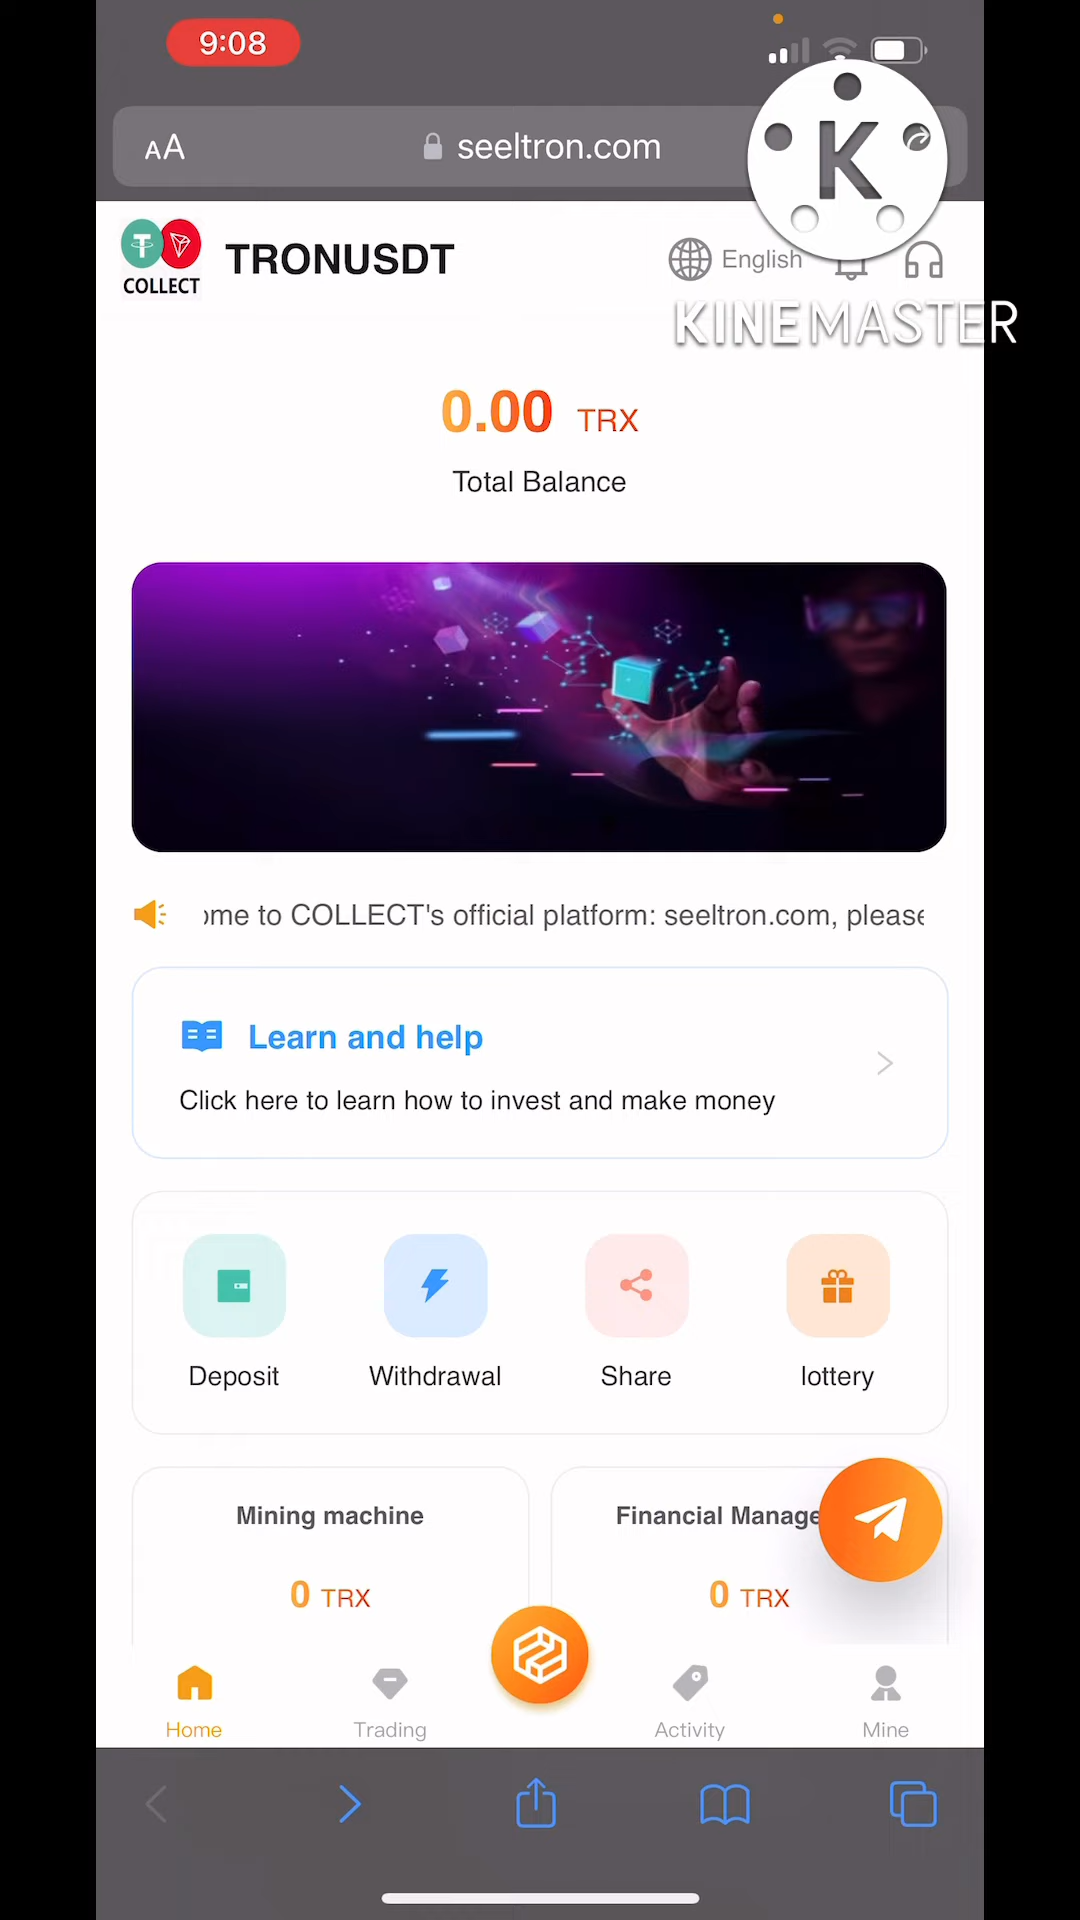 9:08
AA
seeltron.com
K
COLLECT
TRONUSDT
English
KINEMASTER
0.00 TRX
Total Balance
ome to COLLECT's official platform: seeltron.com, please
Learn and help
Click here to learn how to invest and make money
Deposit
Withdrawal
Share
lottery
Mining machine
Financial Manage
0 TRX
0 TRX
Home
Trading
Activity
Mine